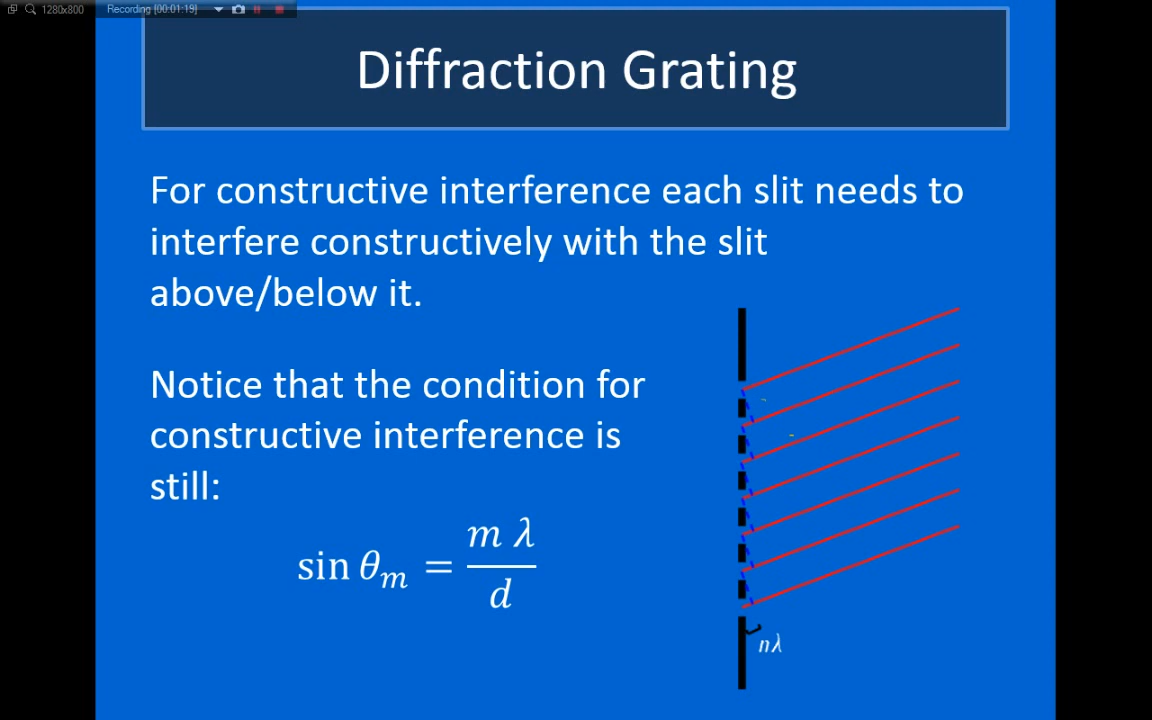 1280x800 Recording [00:01:19]
Diffraction Grating
For constructive interference each slit needs to
interfere constructively with the slit
above/below it.
Notice that the condition for
constructive interference is
still:
sin θₘ = m λ / d
nλ